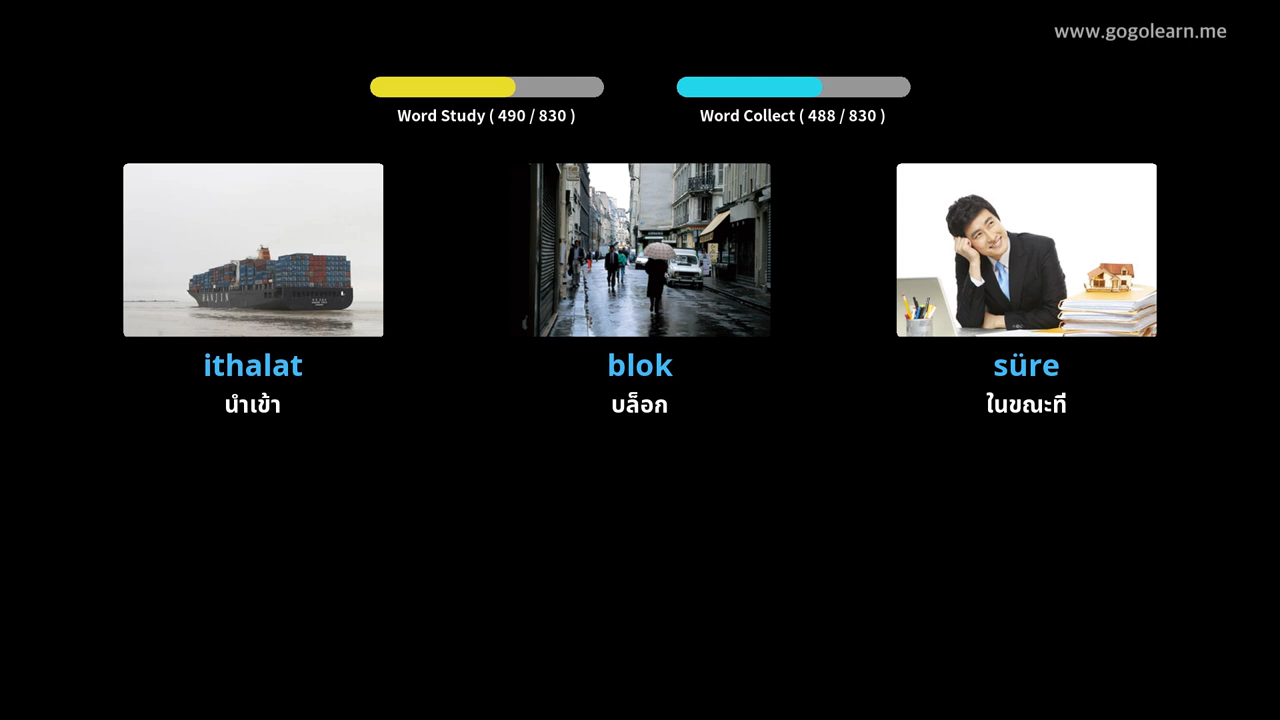 www.gogolearn.me
Word Study ( 490 / 830 )
Word Collect ( 488 / 830 )
HANJIN
ithalat
blok
süre
นำเข้า
บล็อก
ในขณะที่